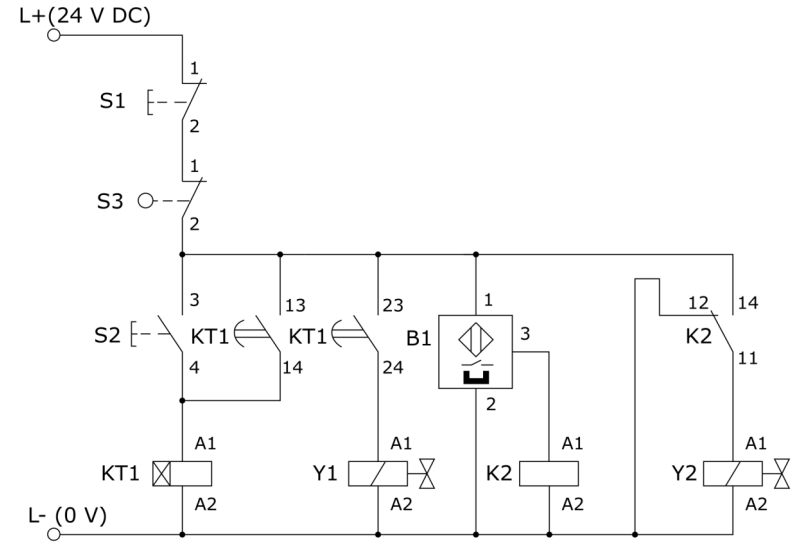 L+(24 V DC)
1
S1
2
1
S3
2
3 13 23 1 12 14
S2 KT1 KT1 B1 3 K2
4 14 24 11
2
A1 A1 A1 A1
KT1 Y1 K2 Y2
A2 A2 A2 A2
L- (0 V)